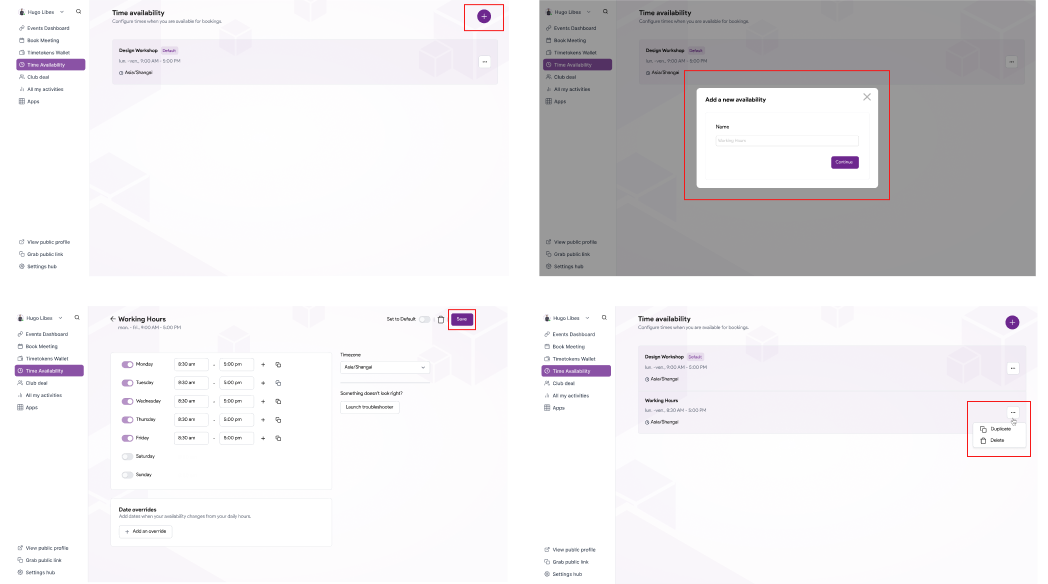 Hugo Libes
Events Dashboard
Book Meeting
Timetokens Wallet
Time Availability
Club deal
All my activities
Apps
View public profile
Grab public link
Settings hub
Time availability
Configure times when you are available for bookings.
+
Design Workshop Default
lun. -ven., 9:00 AM - 5:00 PM
Asia/Shangai
...
Hugo Libes
Events Dashboard
Book Meeting
Timetokens Wallet
Time Availability
Club deal
All my activities
Apps
View public profile
Grab public link
Settings hub
Time availability
Configure times when you are available for bookings.
Design Workshop Default
lun. -ven., 9:00 AM - 5:00 PM
Asia/Shangai
...
Add a new availability
Name
Working hours
Continue
Hugo Libes
Events Dashboard
Book Meeting
Timetokens Wallet
Time Availability
Club deal
All my activities
Apps
View public profile
Grab public link
Settings hub
Working Hours
mon. - fri., 9:00 AM - 5:00 PM
Set to Default
Save
Monday 8:30 am - 5:00 pm +
Tuesday 8:30 am - 5:00 pm +
Wednesday 8:30 am - 5:00 pm +
Thursday 8:30 am - 5:00 pm +
Friday 8:30 am - 5:00 pm +
Saturday
Sunday
Timezone
Asia/Shangai
Something doesn't look right?
Launch troubleshooter
Date overrides
Add dates when your availability changes from your daily hours.
+ Add an override
Hugo Libes
Events Dashboard
Book Meeting
Timetokens Wallet
Time Availability
Club deal
All my activities
Apps
View public profile
Grab public link
Settings hub
Time availability
Configure times when you are available for bookings.
+
Design Workshop Default
lun. -ven., 9:00 AM - 5:00 PM
Asia/Shangai
...
Working Hours
lun. -ven., 8:30 AM - 5:00 PM
Asia/Shangai
...
Duplicate
Delete